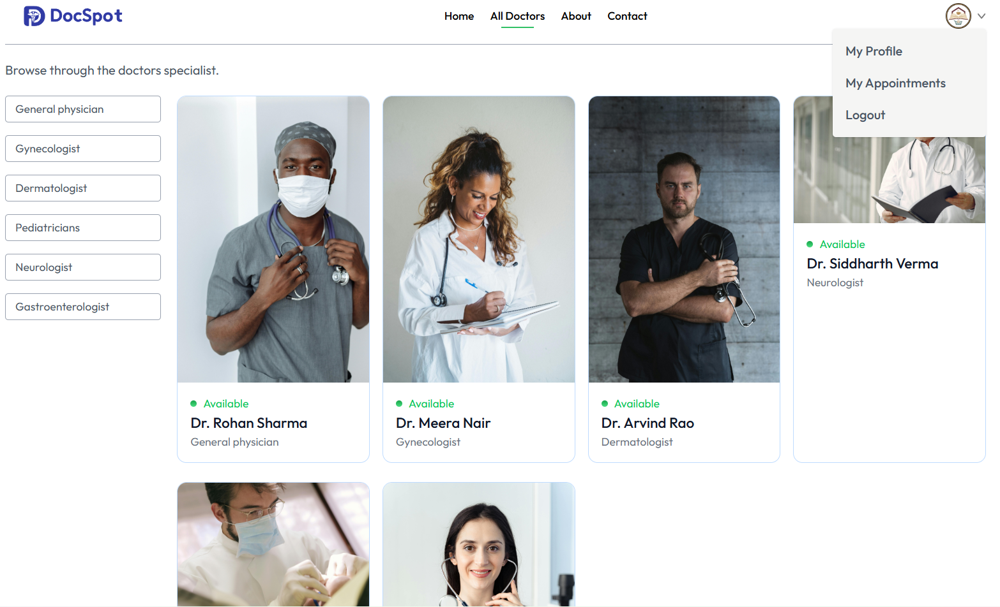 DocSpot
Home
All Doctors
About
Contact
My Profile
My Appointments
Logout
Browse through the doctors specialist.
General physician
Gynecologist
Dermatologist
Pediatricians
Neurologist
Gastroenterologist
Available
Dr. Rohan Sharma
General physician
Available
Dr. Meera Nair
Gynecologist
Available
Dr. Arvind Rao
Dermatologist
Available
Dr. Siddharth Verma
Neurologist